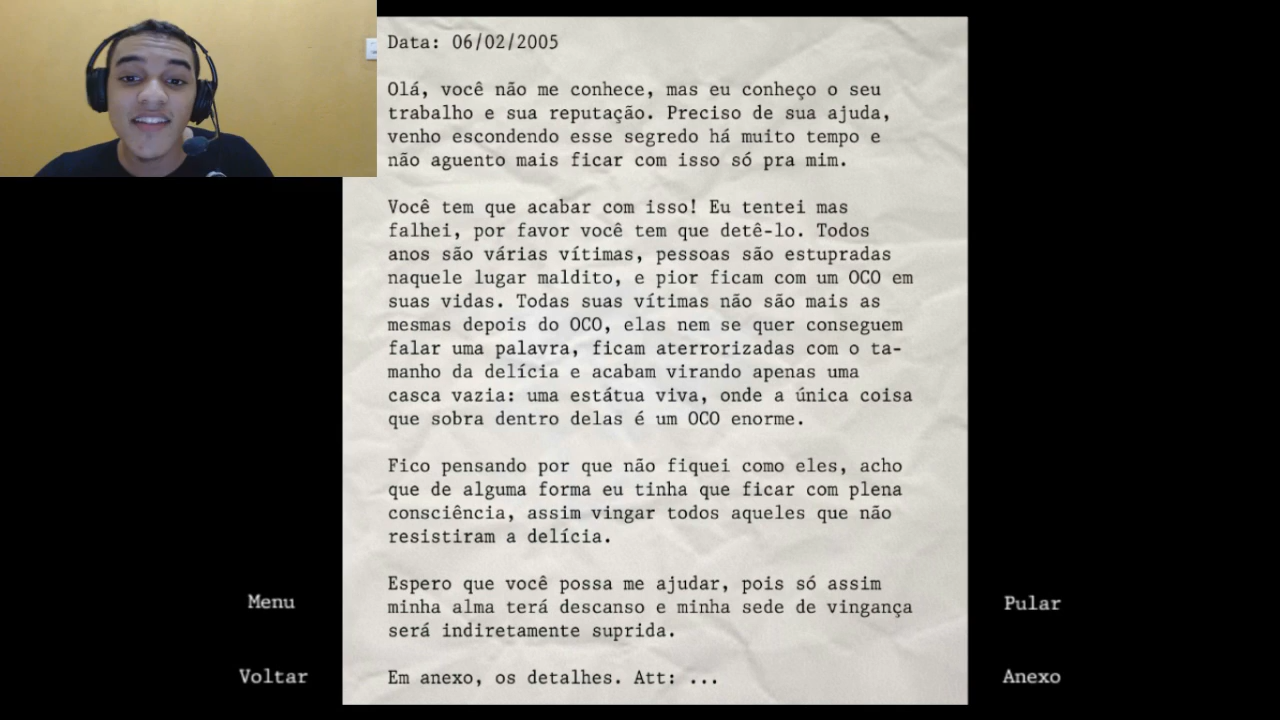 Data: 06/02/2005
Olá, você não me conhece, mas eu conheço o seu
trabalho e sua reputação. Preciso de sua ajuda,
venho escondendo esse segredo há muito tempo e
não aguento mais ficar com isso só pra mim.
Você tem que acabar com isso! Eu tentei mas
falhei, por favor você tem que detê-lo. Todos
anos são várias vítimas, pessoas são estupradas
naquele lugar maldito, e pior ficam com um OCO em
suas vidas. Todas suas vítimas não são mais as
mesmas depois do OCO, elas nem se quer conseguem
falar uma palavra, ficam aterrorizadas com o ta-
manho da delícia e acabam virando apenas uma
casca vazia: uma estátua viva, onde a única coisa
que sobra dentro delas é um OCO enorme.
Fico pensando por que não fiquei como eles, acho
que de alguma forma eu tinha que ficar com plena
consciência, assim vingar todos aqueles que não
resistiram a delícia.
Espero que você possa me ajudar, pois só assim
minha alma terá descanso e minha sede de vingança
será indiretamente suprida.
Em anexo, os detalhes. Att: ...
Menu
Pular
Voltar
Anexo